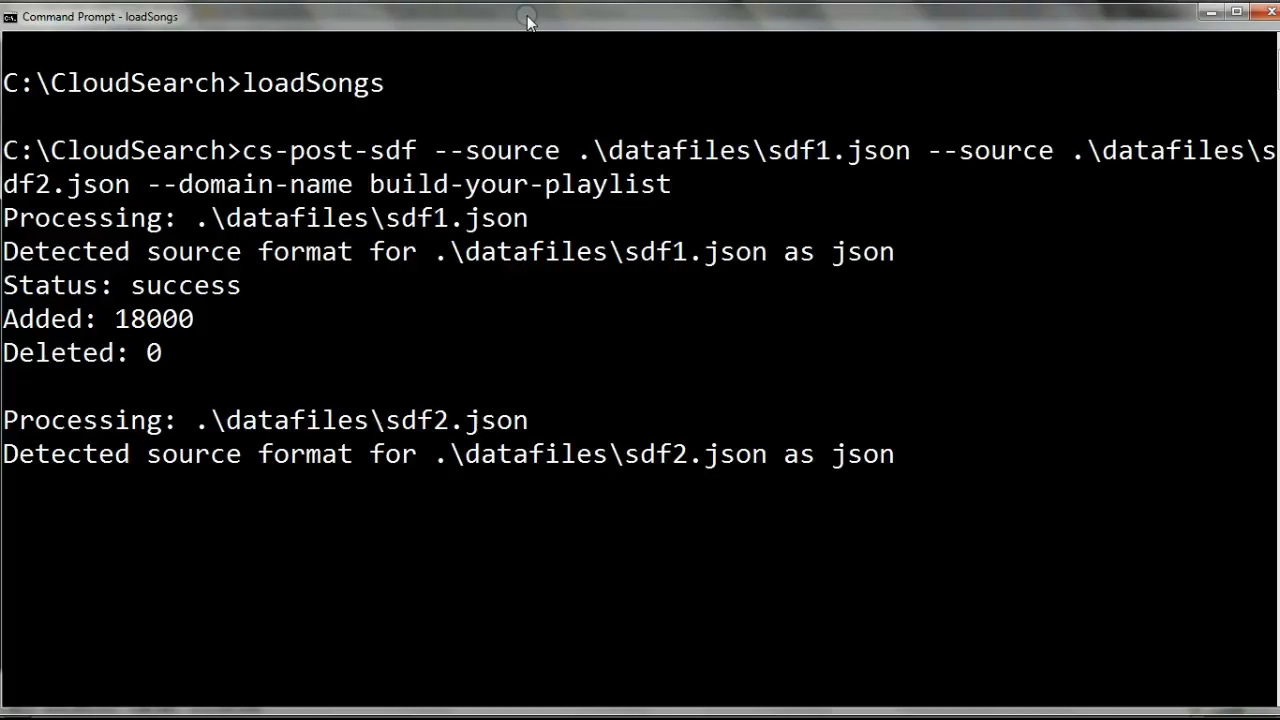 Command Prompt - loadSongs
C:\CloudSearch>loadSongs
C:\CloudSearch>cs-post-sdf --source .\datafiles\sdf1.json --source .\datafiles\s
df2.json --domain-name build-your-playlist
Processing: .\datafiles\sdf1.json
Detected source format for .\datafiles\sdf1.json as json
Status: success
Added: 18000
Deleted: 0
Processing: .\datafiles\sdf2.json
Detected source format for .\datafiles\sdf2.json as json